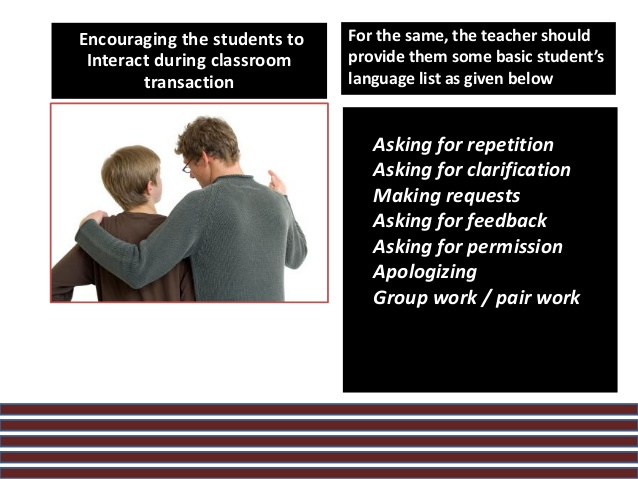 Encouraging the students to
Interact during classroom
transaction
For the same, the teacher should
provide them some basic student’s
language list as given below
Asking for repetition
Asking for clarification
Making requests
Asking for feedback
Asking for permission
Apologizing
Group work / pair work